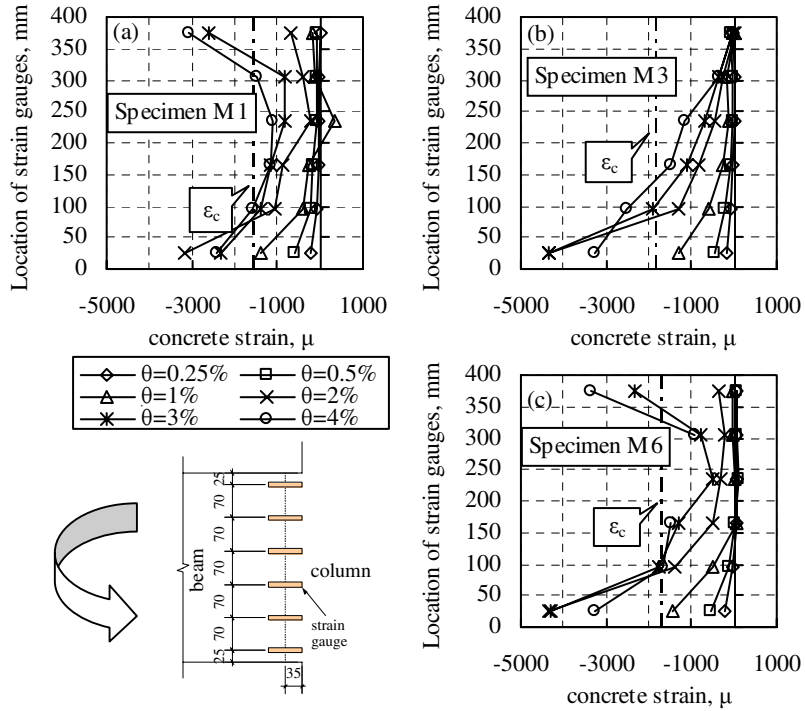 Location of strain gauges, mm
400
350
300
250
200
150
100
50
0
(a)
Specimen M1
εc
-5000 -3000 -1000 1000
concrete strain, μ
Location of strain gauges, mm
400
350
300
250
200
150
100
50
0
(b)
Specimen M3
εc
-5000 -3000 -1000 1000
concrete strain, μ
θ=0.25% θ=0.5%
θ=1% θ=2%
θ=3% θ=4%
25
70
70
70
70
70
25
beam
column
strain
gauge
35
Location of strain gauges, mm
400
350
300
250
200
150
100
50
0
(c)
Specimen M6
εc
-5000 -3000 -1000 1000
concrete strain, μ